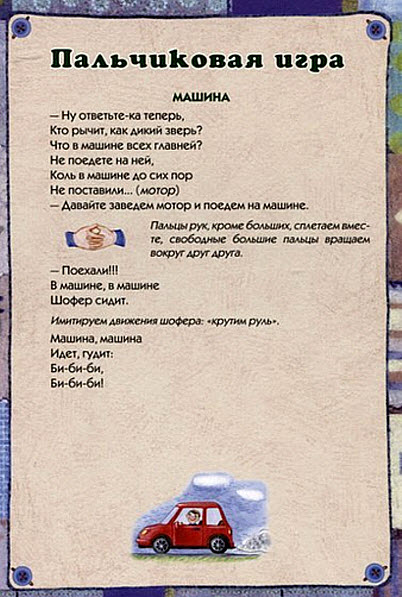 Пальчиковая игра
МАШИНА
— Ну ответьте-ка теперь,
Кто рычит, как дикий зверь?
Что в машине всех главней?
Не поедете на ней,
Коль в машине до сих пор
Не поставили... (мотор)
— Давайте заведем мотор и поедем на машине.
Пальцы рук, кроме больших, сплетаем вмес-
те, свободные большие пальцы вращаем
вокруг друг друга.
— Поехали!!!
В машине, в машине
Шофер сидит.
Имитируем движения шофера: «крутим руль».
Машина, машина
Идет, гудит:
Би-би-би,
Би-би-би!